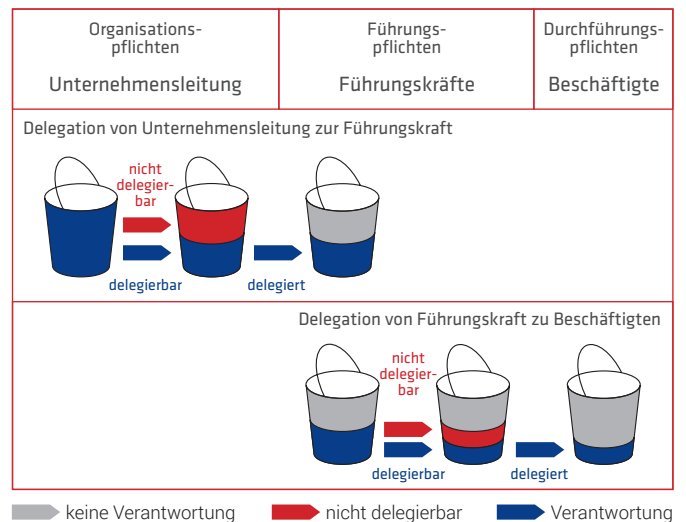 Organisations-
pflichten
Unternehmensleitung
Führungs-
pflichten
Führungskräfte
Durchführungs-
pflichten
Beschäftigte
Delegation von Unternehmensleitung zur Führungskraft
nicht
delegier-
bar
delegierbar
delegiert
Delegation von Führungskraft zu Beschäftigten
nicht
delegier-
bar
delegierbar
delegiert
keine Verantwortung
nicht delegierbar
Verantwortung